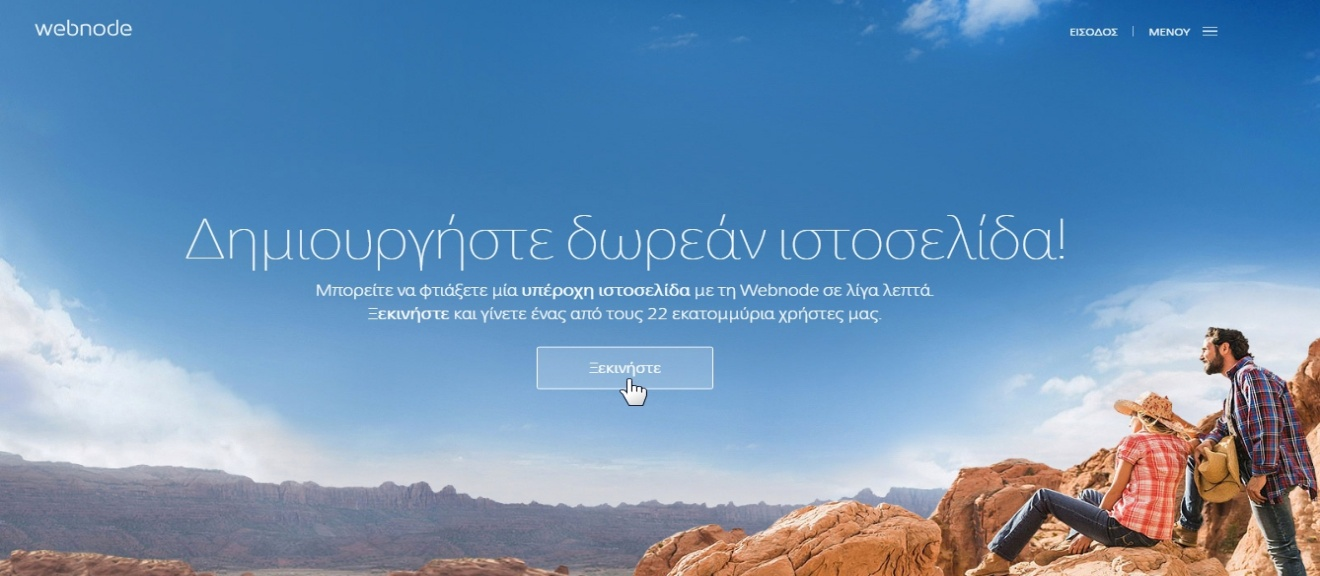 webnode
ΕΙΣΟΔΟΣ | ΜΕΝΟΥ
Δημιουργήστε δωρεάν ιστοσελίδα!
Μπορείτε να φτιάξετε μία υπέροχη ιστοσελίδα με τη Webnode σε λίγα λεπτά.
Ξεκινήστε και γίνετε ένας από τους 22 εκατομμύρια χρήστες μας.
Ξεκινήστε